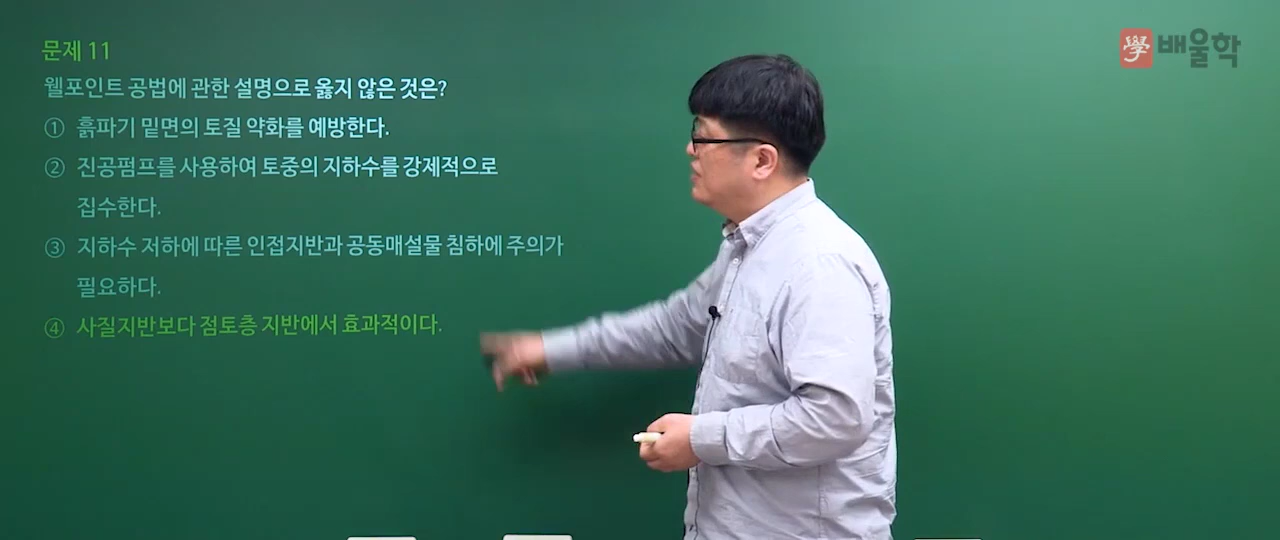 문제 11
웰포인트 공법에 관한 설명으로 옳지 않은 것은?
① 흙파기 밑면의 토질 약화를 예방한다.
② 진공펌프를 사용하여 토중의 지하수를 강제적으로
집수한다.
③ 지하수 저하에 따른 인접지반과 공동매설물 침하에 주의가
필요하다.
④ 사질지반보다 점토층 지반에서 효과적이다.
學 배울학